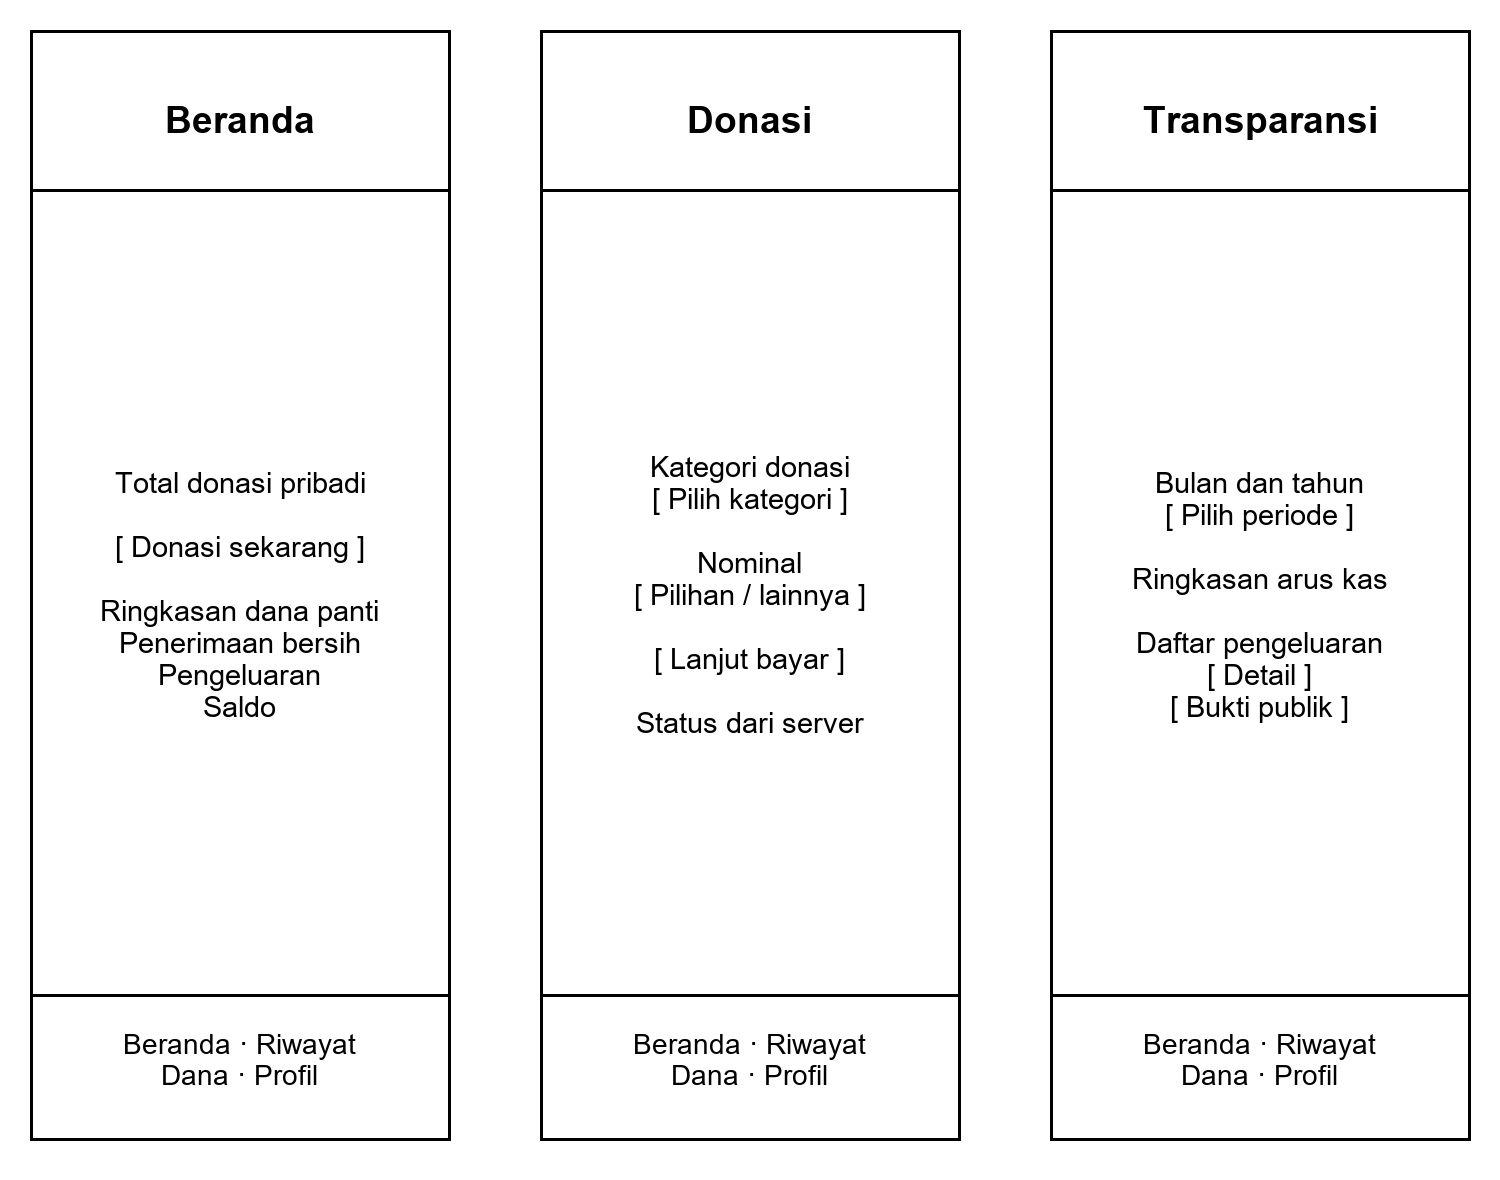 Beranda
Total donasi pribadi
[ Donasi sekarang ]
Ringkasan dana panti
Penerimaan bersih
Pengeluaran
Saldo
Beranda · Riwayat
Dana · Profil
Donasi
Kategori donasi
[ Pilih kategori ]
Nominal
[ Pilihan / lainnya ]
[ Lanjut bayar ]
Status dari server
Beranda · Riwayat
Dana · Profil
Transparansi
Bulan dan tahun
[ Pilih periode ]
Ringkasan arus kas
Daftar pengeluaran
[ Detail ]
[ Bukti publik ]
Beranda · Riwayat
Dana · Profil